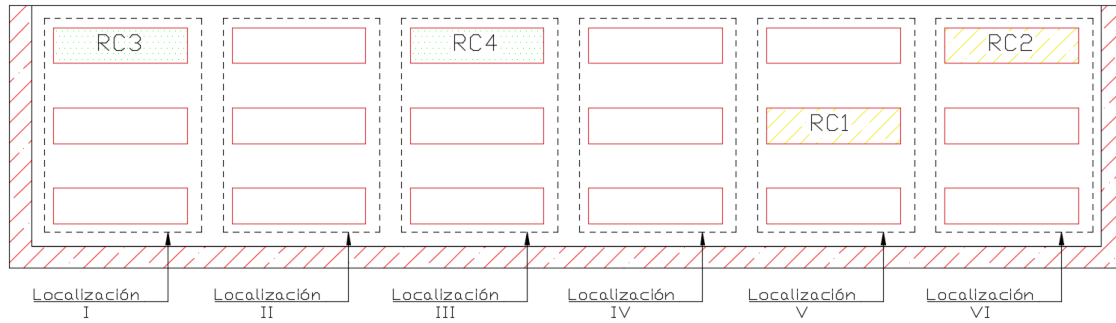 RC3
RC4
RC2
RC1
Localización
I
Localización
II
Localización
III
Localización
IV
Localización
V
Localización
VI